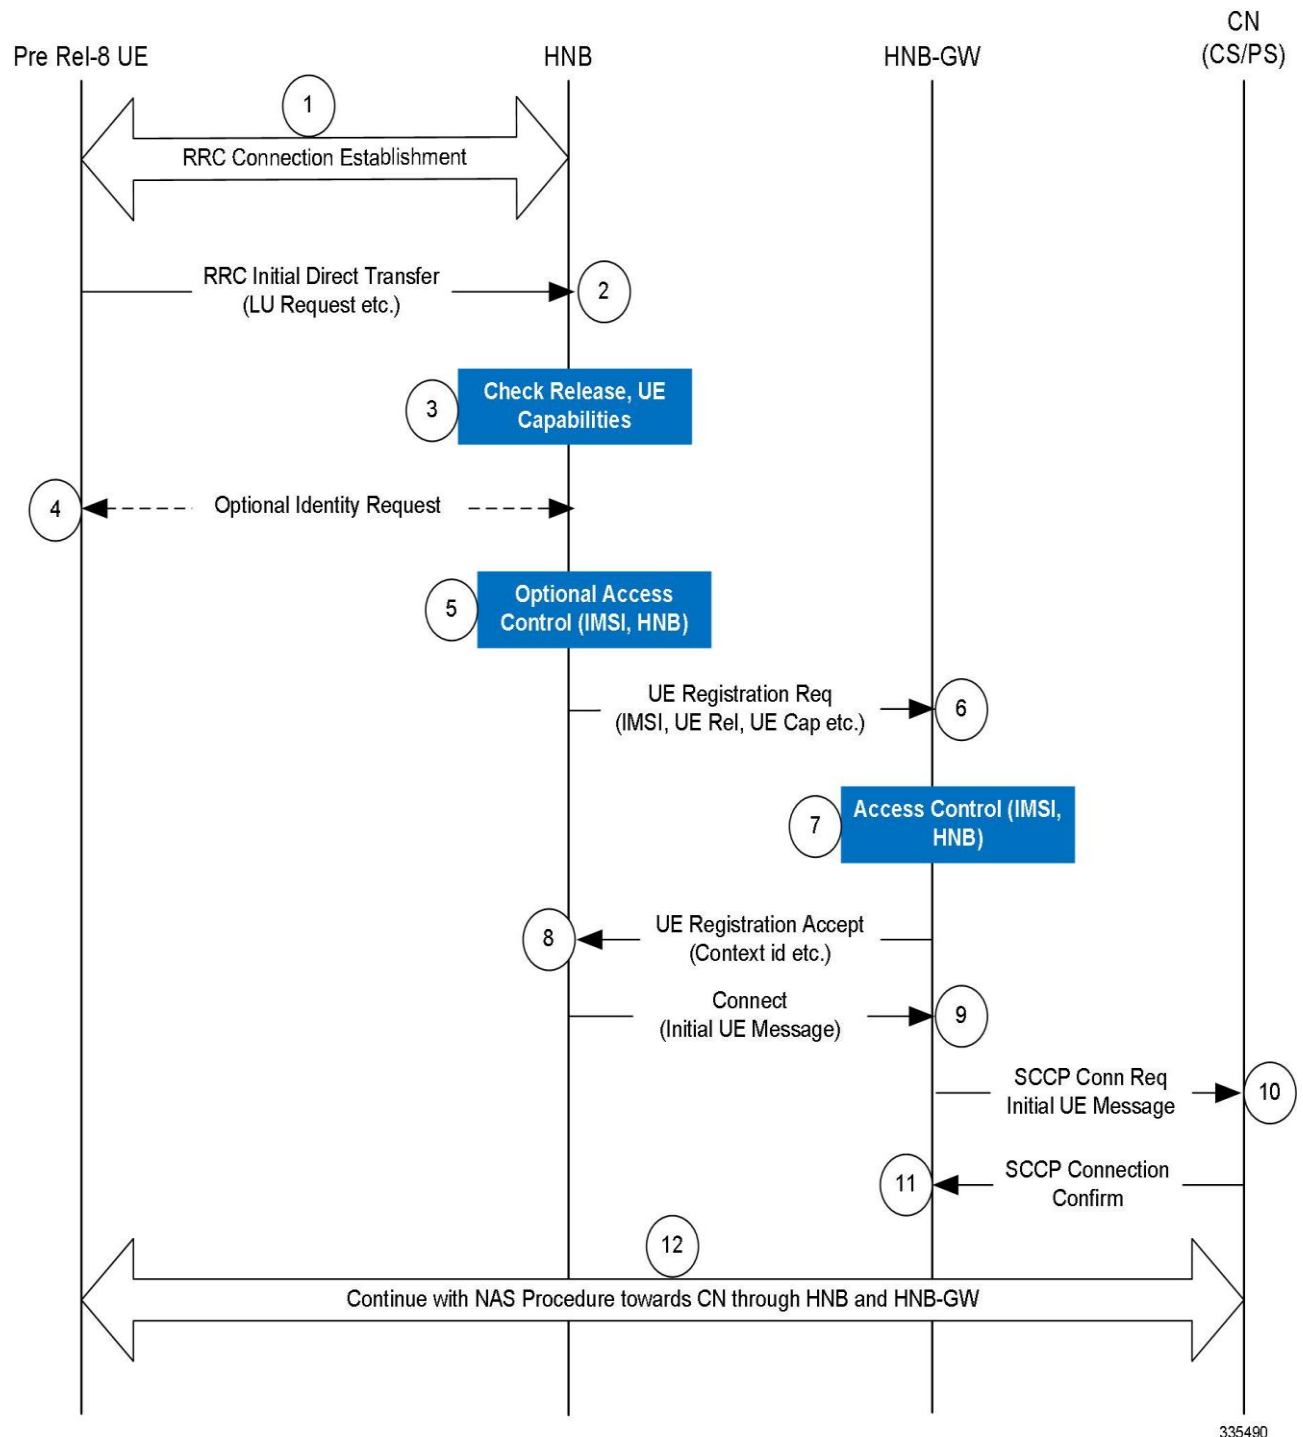 CN
(CS/PS)
Pre Rel-8 UE
HNB
HNB-GW
1
RRC Connection Establishment
RRC Initial Direct Transfer
(LU Request etc.)
2
3
Check Release, UE
Capabilities
4
Optional Identity Request
5
Optional Access
Control (IMSI, HNB)
UE Registration Req
(IMSI, UE Rel, UE Cap etc.)
6
7
Access Control (IMSI,
HNB)
8
UE Registration Accept
(Context id etc.)
Connect
(Initial UE Message)
9
SCCP Conn Req
Initial UE Message
10
11
SCCP Connection
Confirm
12
Continue with NAS Procedure towards CN through HNB and HNB-GW
335490